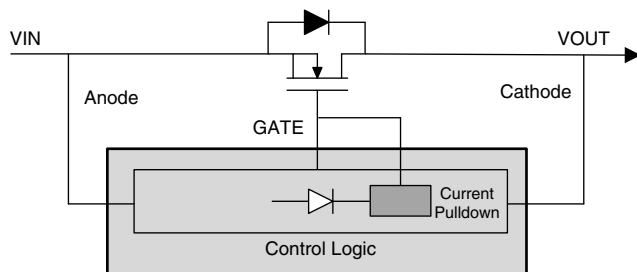 VIN
VOUT
Anode
Cathode
GATE
Current
Pulldown
Control Logic